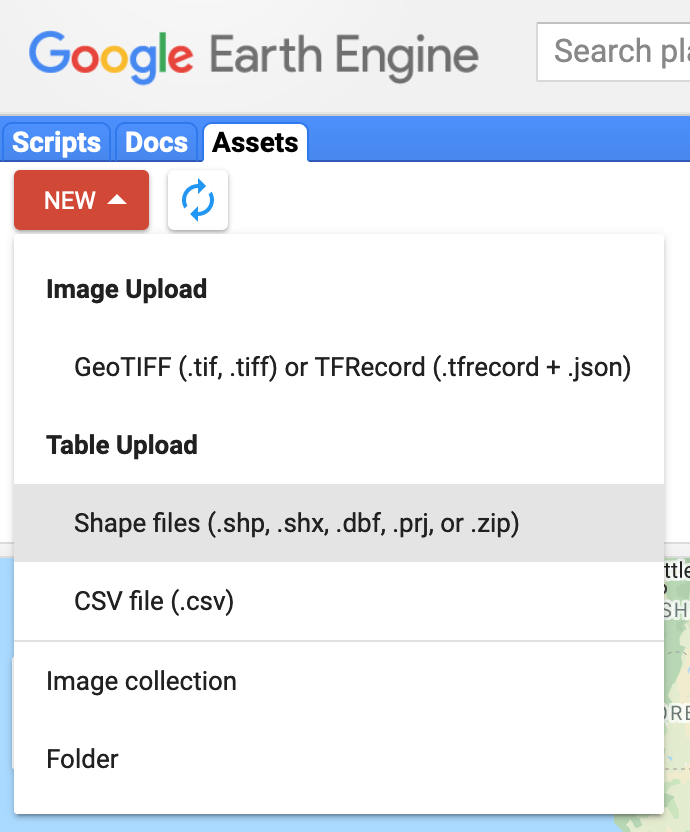 Google Earth Engine
Search pla
Scripts
Docs
Assets
NEW
Image Upload
GeoTIFF (.tif, .tiff) or TFRecord (.tfrecord + .json)
Table Upload
Shape files (.shp, .shx, .dbf, .prj, or .zip)
CSV file (.csv)
Image collection
Folder
ttle
SH
ORE